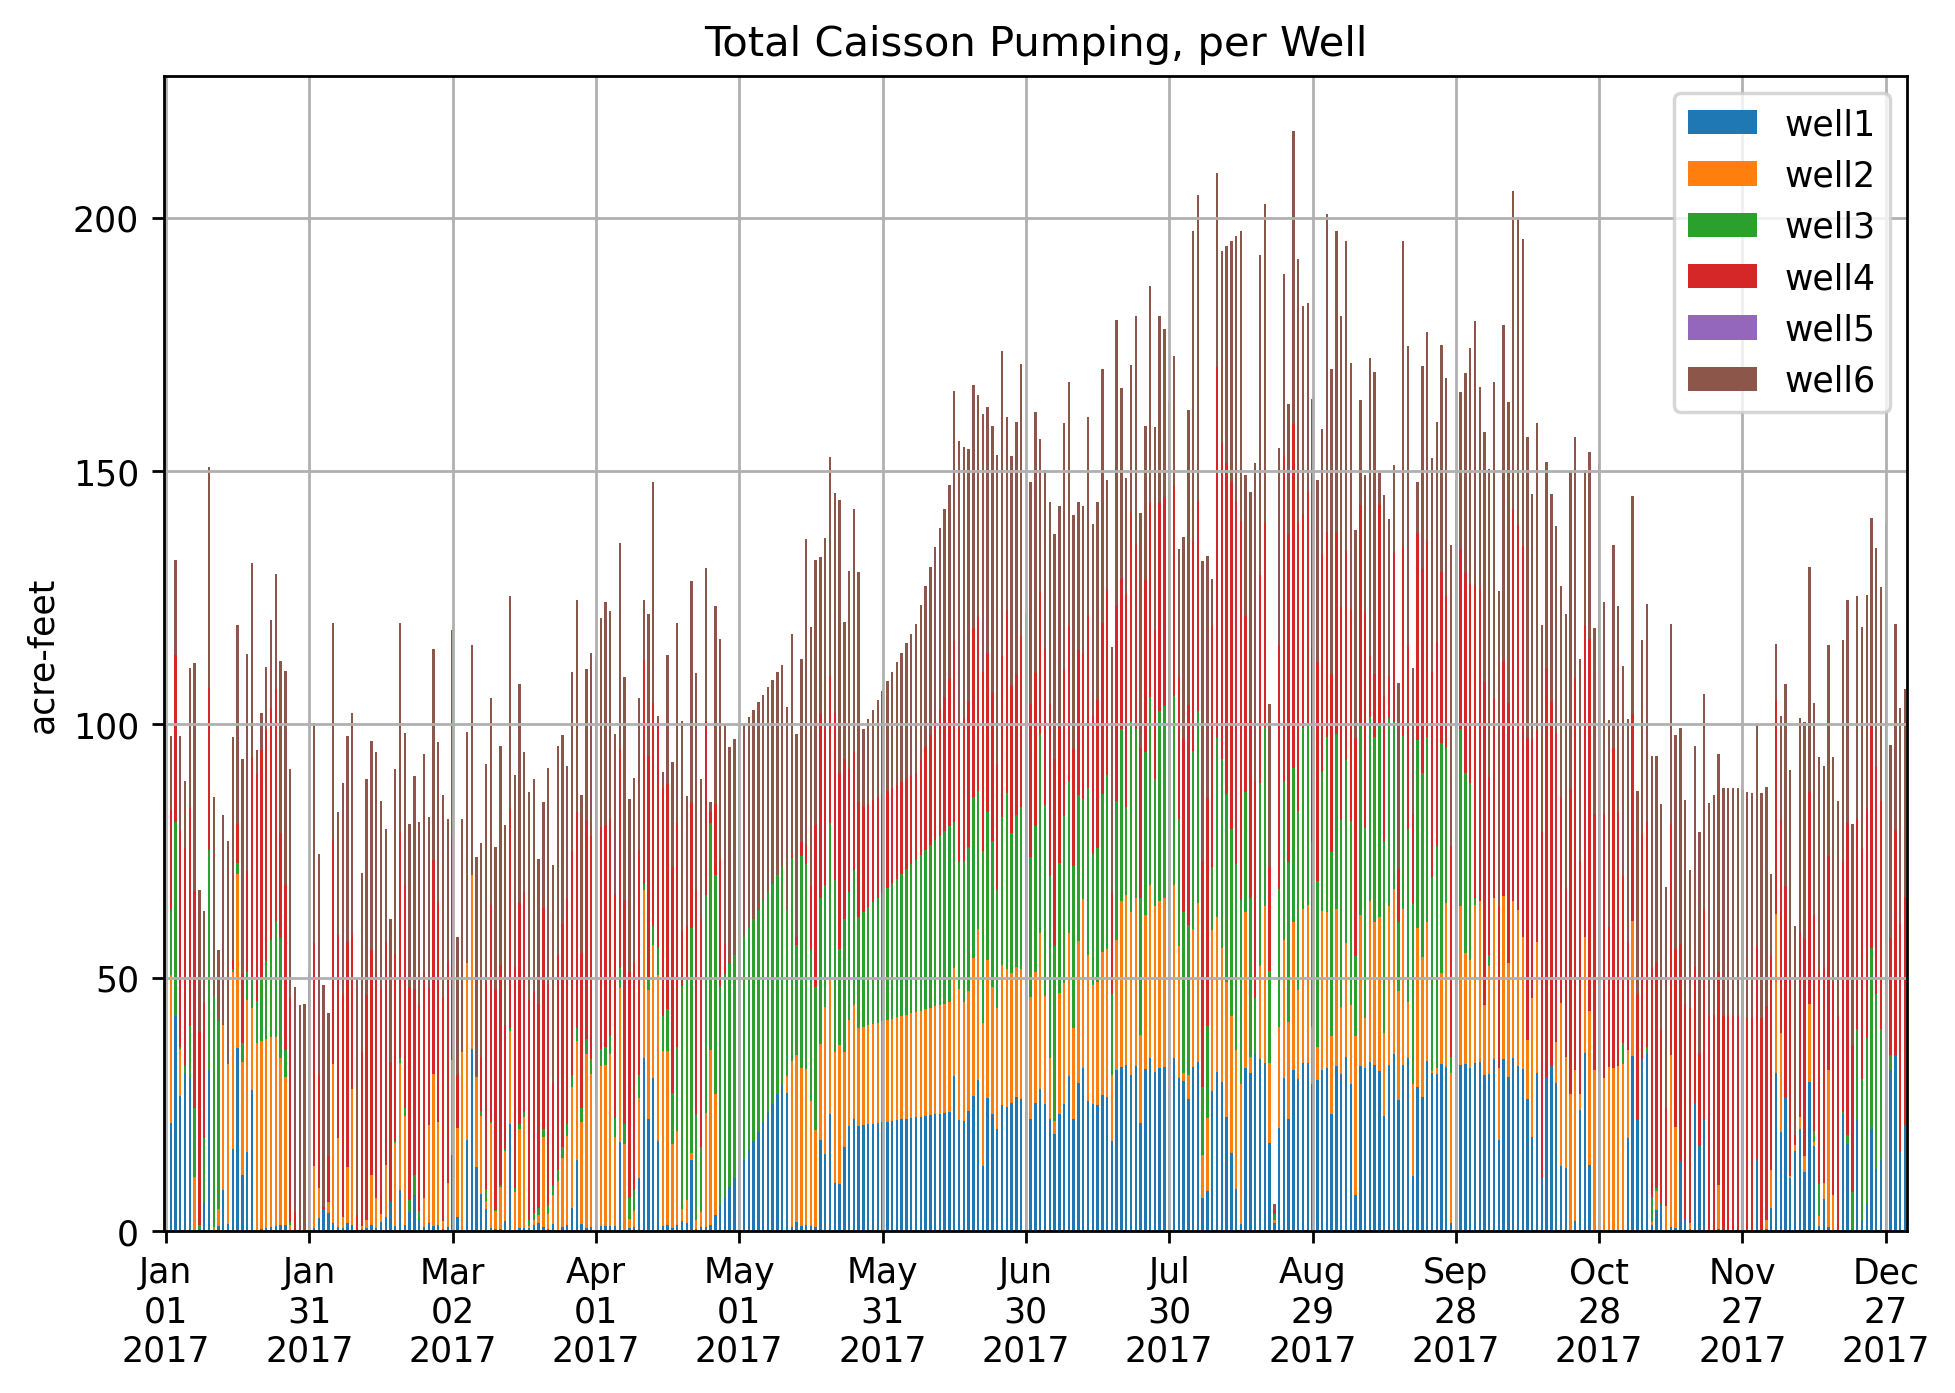 Total Caisson Pumping, per Well
acre-feet
200
150
100
50
0
well1
well2
well3
well4
well5
well6
Jan Jan Mar Apr May May Jun Jul Aug Sep Oct Nov Dec
01 31 02 01 01 31 30 30 29 28 28 27 27
2017 2017 2017 2017 2017 2017 2017 2017 2017 2017 2017 2017 2017